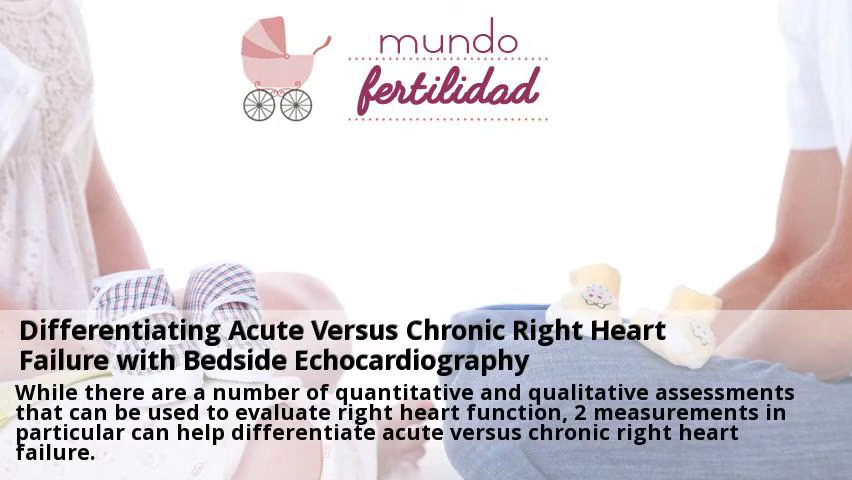 mundo
fertilidad
Differentiating Acute Versus Chronic Right Heart
Failure with Bedside Echocardiography
While there are a number of quantitative and qualitative assessments
that can be used to evaluate right heart function, 2 measurements in
particular can help differentiate acute versus chronic right heart
failure.